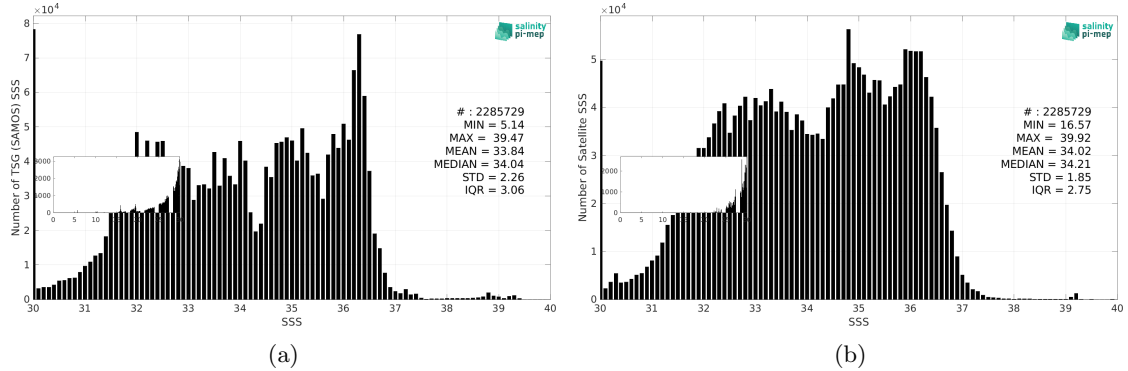 ×10⁴
8
7
6
5
4
3
2
1
0
Number of TSG (SAMOS) SSS
30 31 32 33 34 35 36 37 38 39 40
SSS
salinity
pi-mep
# : 2285729
MIN = 5.14
MAX = 39.47
MEAN = 33.84
MEDIAN = 34.04
STD = 2.26
IQR = 3.06
3000
2000
1000
0
0 5 10
(a)
×10⁴
5
4
3
2
1
0
Number of Satellite SSS
30 31 32 33 34 35 36 37 38 39 40
SSS
salinity
pi-mep
# : 2285729
MIN = 16.57
MAX = 39.92
MEAN = 34.02
MEDIAN = 34.21
STD = 1.85
IQR = 2.75
2000
1000
0
0 5 10
(b)